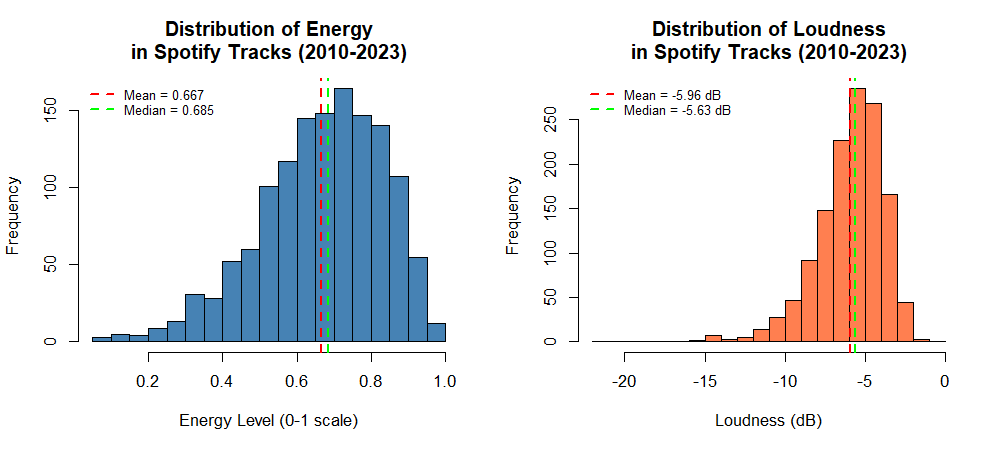 Distribution of Energy
in Spotify Tracks (2010-2023)
Mean = 0.667
Median = 0.685
Frequency
0
50
100
150
0.2
0.4
0.6
0.8
1.0
Energy Level (0-1 scale)
Distribution of Loudness
in Spotify Tracks (2010-2023)
Mean = -5.96 dB
Median = -5.63 dB
Frequency
0
50
100
150
200
250
-20
-15
-10
-5
0
Loudness (dB)